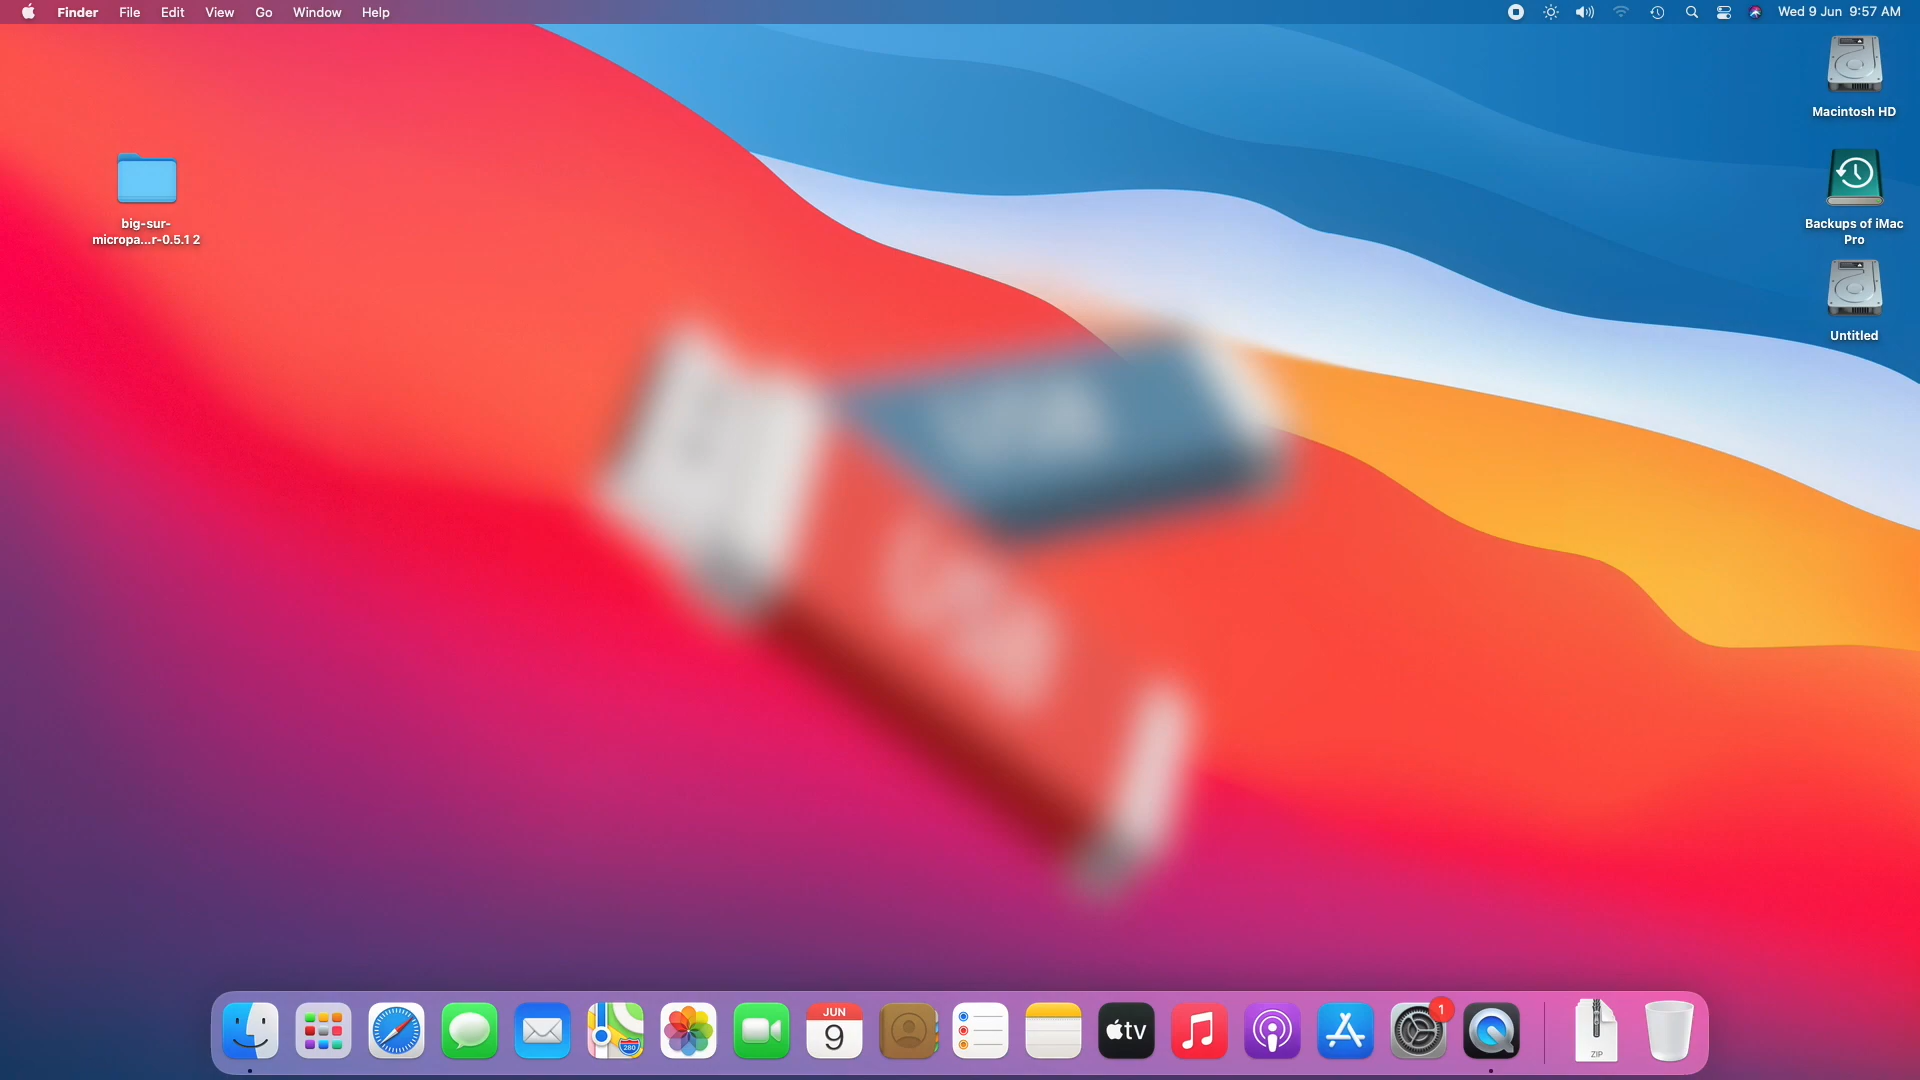 Finder File Edit View Go Window Help
Wed 9 Jun 9:57 AM
Macintosh HD
big-sur-
micropa...r-0.5.1 2
Backups of iMac
Pro
Untitled
JUN
9
280
tv
1
ZIP